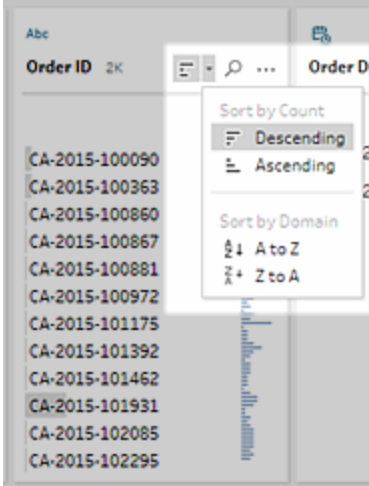 Abc
Order ID 2K
Order D
Sort by Count
Descending
Ascending
Sort by Domain
A to Z
Z to A
2
2
CA-2015-100090
CA-2015-100363
CA-2015-100860
CA-2015-100867
CA-2015-100881
CA-2015-100972
CA-2015-101175
CA-2015-101392
CA-2015-101462
CA-2015-101931
CA-2015-102085
CA-2015-102295